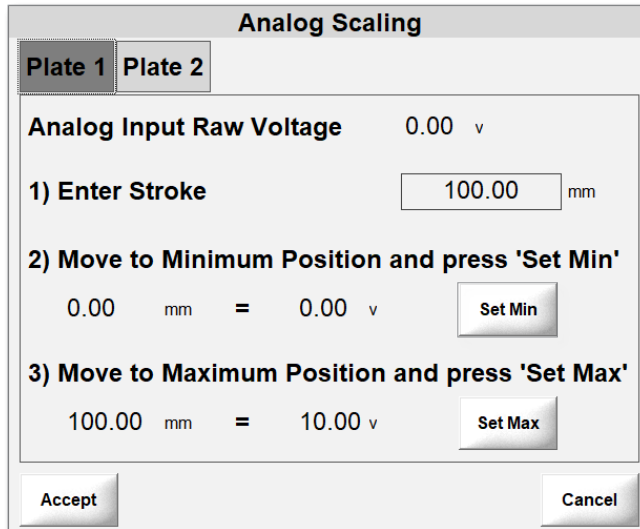 Analog Scaling
Plate 1 Plate 2
Analog Input Raw Voltage 0.00 v
1) Enter Stroke 100.00 mm
2) Move to Minimum Position and press 'Set Min'
0.00 mm = 0.00 v Set Min
3) Move to Maximum Position and press 'Set Max'
100.00 mm = 10.00 v Set Max
Accept Cancel